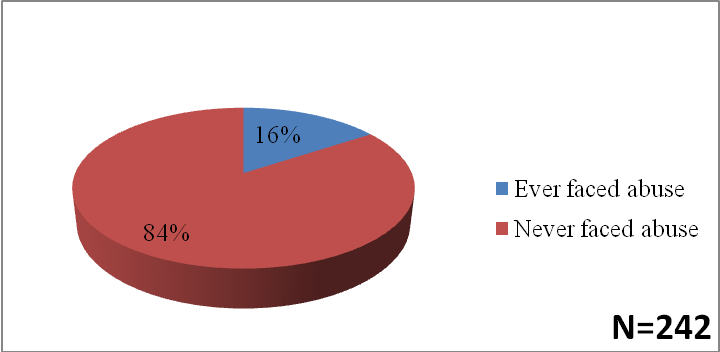 16%
84%
Ever faced abuse
Never faced abuse
N=242